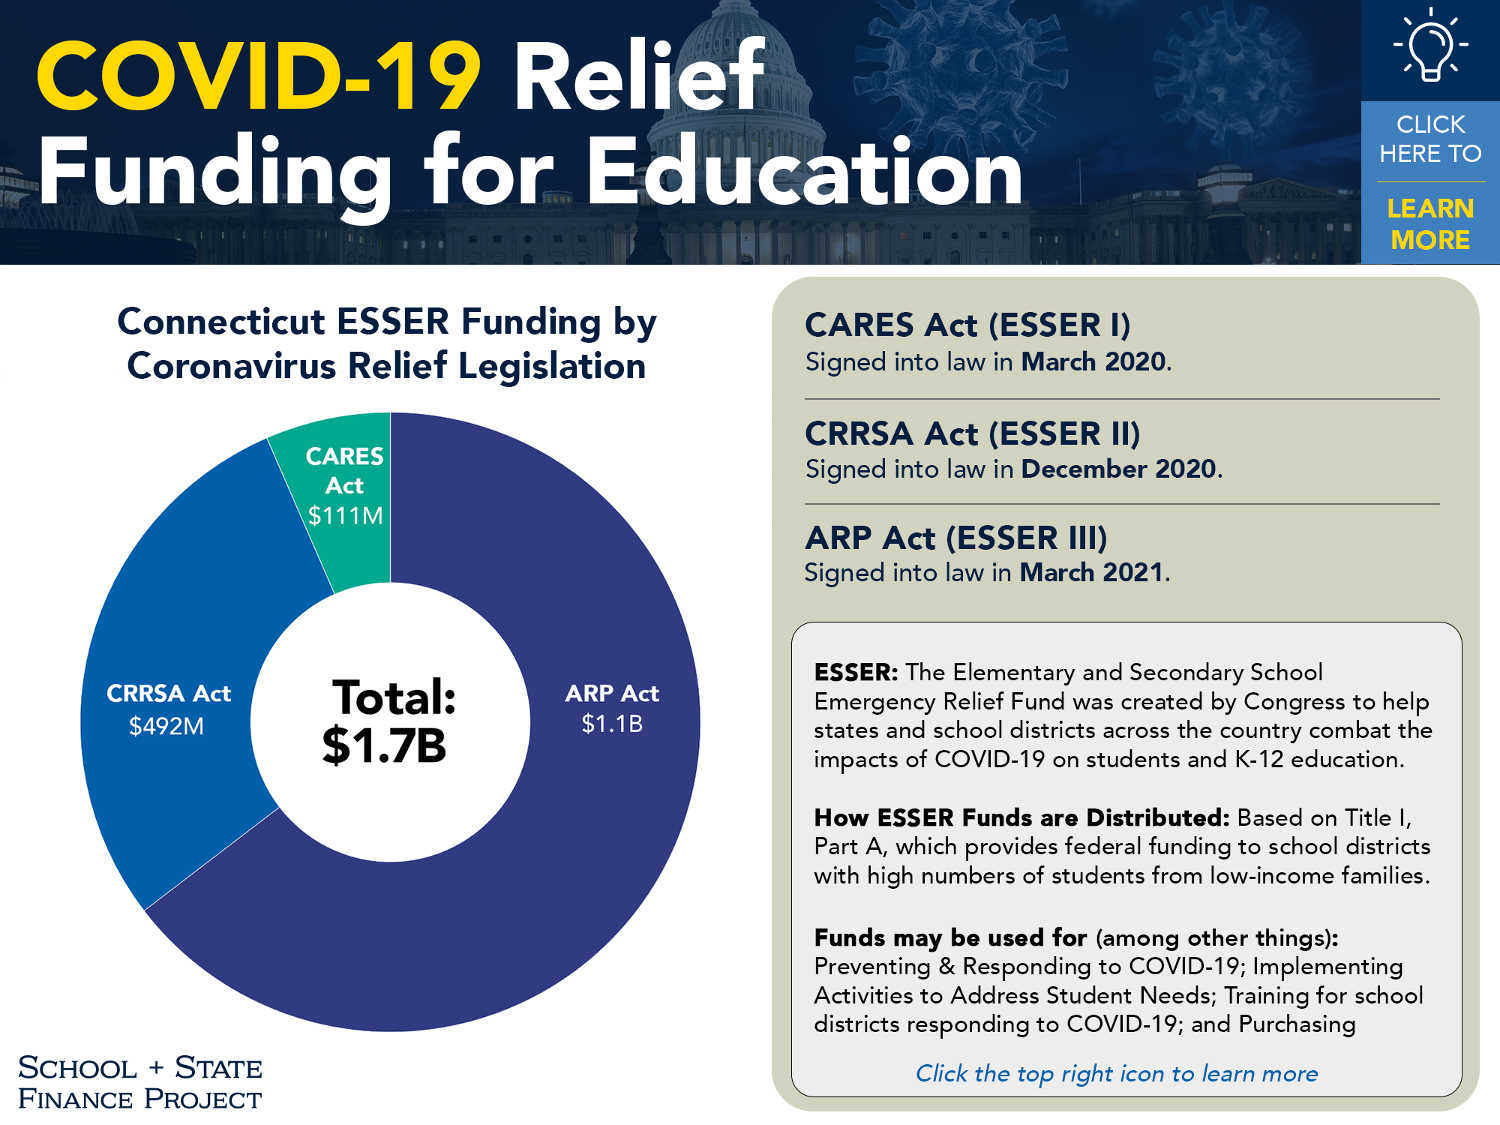 COVID-19 Relief
Funding for Education
CLICK
HERE TO
LEARN
MORE
Connecticut ESSER Funding by
Coronavirus Relief Legislation
CARES
Act
$111M
CRRSA Act
$492M
ARP Act
$1.1B
Total:
$1.7B
CARES Act (ESSER I)
Signed into law in March 2020.
CRRSA Act (ESSER II)
Signed into law in December 2020.
ARP Act (ESSER III)
Signed into law in March 2021.
ESSER: The Elementary and Secondary School
Emergency Relief Fund was created by Congress to help
states and school districts across the country combat the
impacts of COVID-19 on students and K-12 education.
How ESSER Funds are Distributed: Based on Title I,
Part A, which provides federal funding to school districts
with high numbers of students from low-income families.
Funds may be used for (among other things):
Preventing & Responding to COVID-19; Implementing
Activities to Address Student Needs; Training for school
districts responding to COVID-19; and Purchasing
Click the top right icon to learn more
SCHOOL + STATE
FINANCE PROJECT